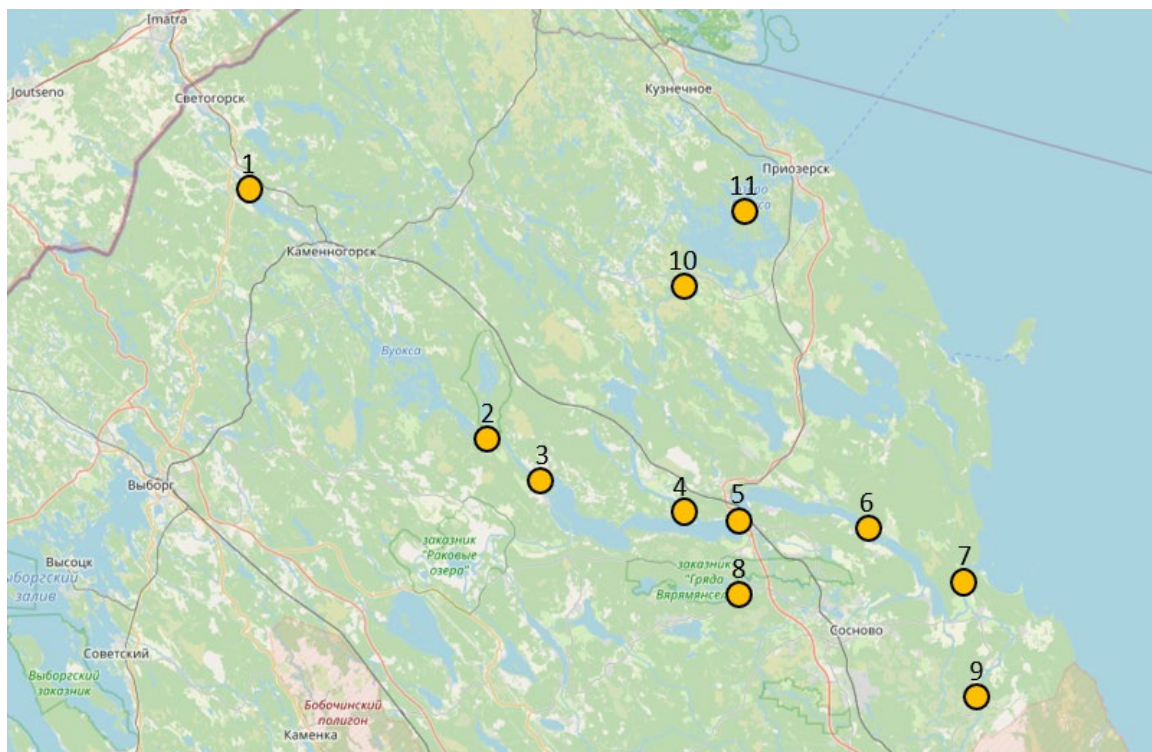 Imatra
Joutseno
Светогорск
Кузнечное
1
Приозерск
11
Каменногорск
10
Вуокса
2
3
Выборг
4
5
6
Высоцк
заказник
"Раковые
озера"
заказник
"Гряда
Вярямянсел
7
8
залив
Сосново
Советский
Выборгский
заказник
9
Бобочинский
полигон
Каменка